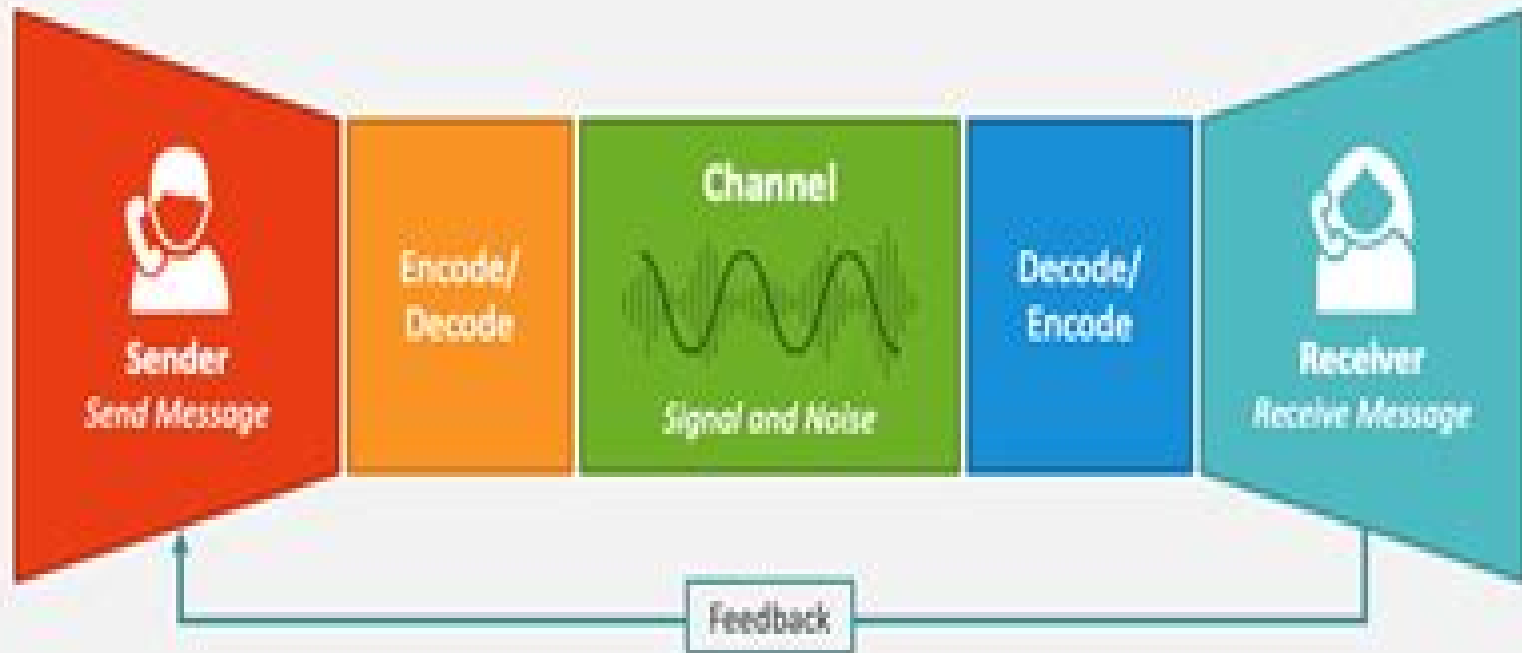 Sender
Send Message
Encode/
Decode
Channel
Signal and Noise
Decode/
Encode
Receiver
Receive Message
Feedback